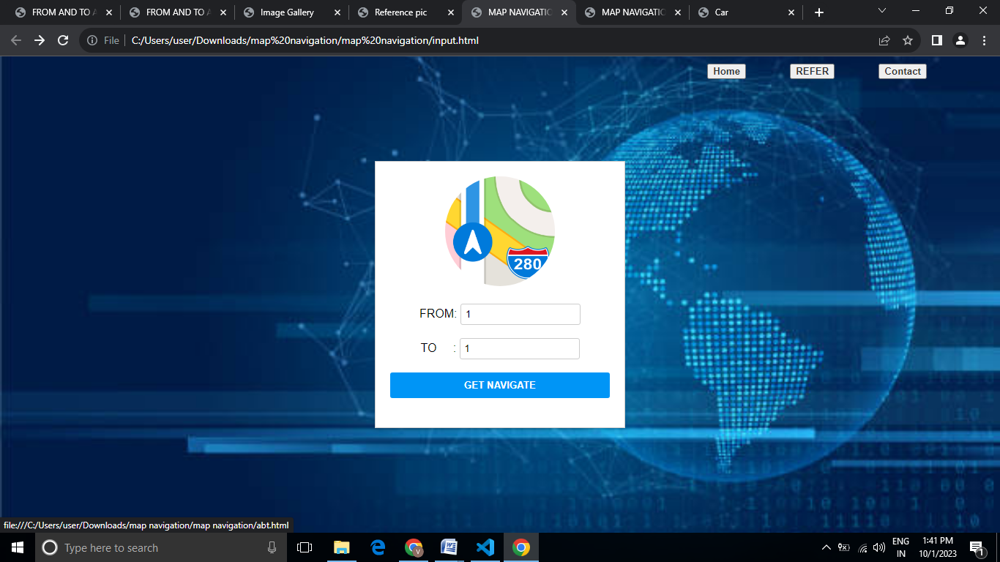 FROM AND TO A
FROM AND TO A
Image Gallery
Reference pic
MAP NAVIGATIO
MAP NAVIGATIO
Car
File
C:/Users/user/Downloads/map%20navigation/map%20navigation/input.html
Home
REFER
Contact
280
FROM: 1
TO : 1
GET NAVIGATE
file:///C:/Users/user/Downloads/map navigation/map navigation/abt.html
Type here to search
V
W
ENG
IN
1:41 PM
10/1/2023
1